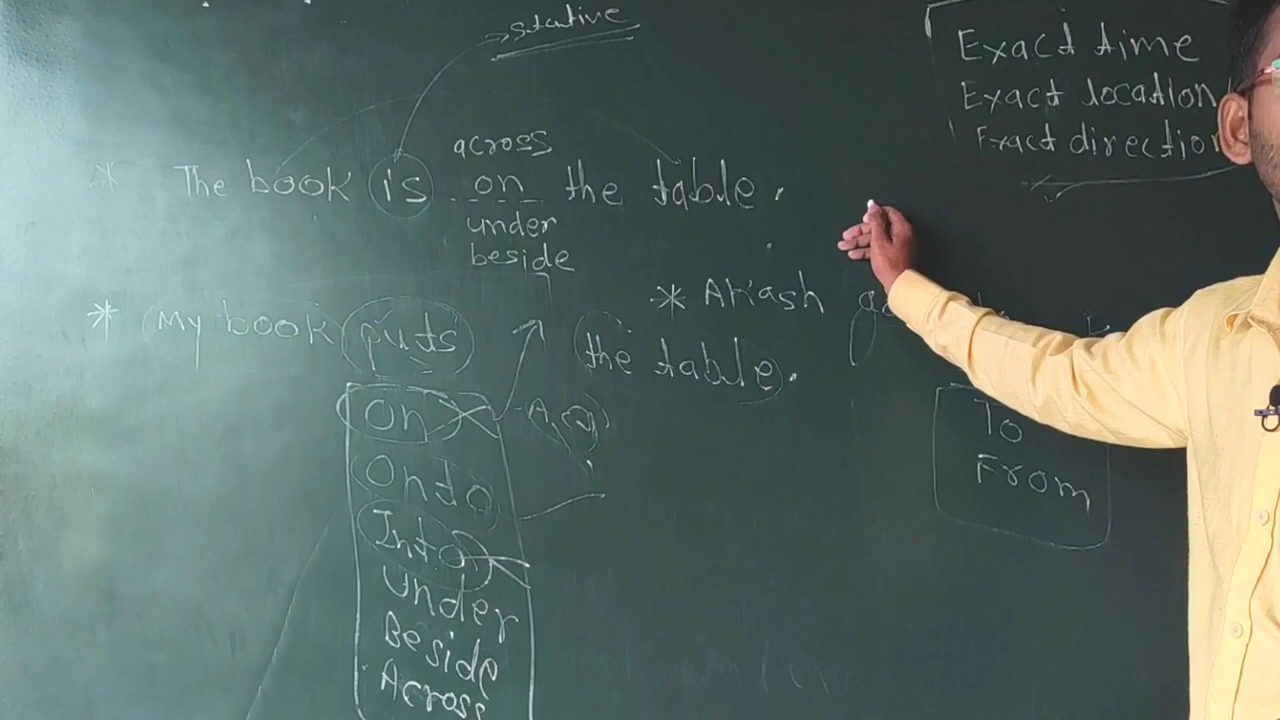 stative
Exact time
Exact location
Exact direction
across
* The book is on the table.
under
beside
* My book puts
the table.
* Akash
On
Onto
Into
Under
Beside
Across
To
From